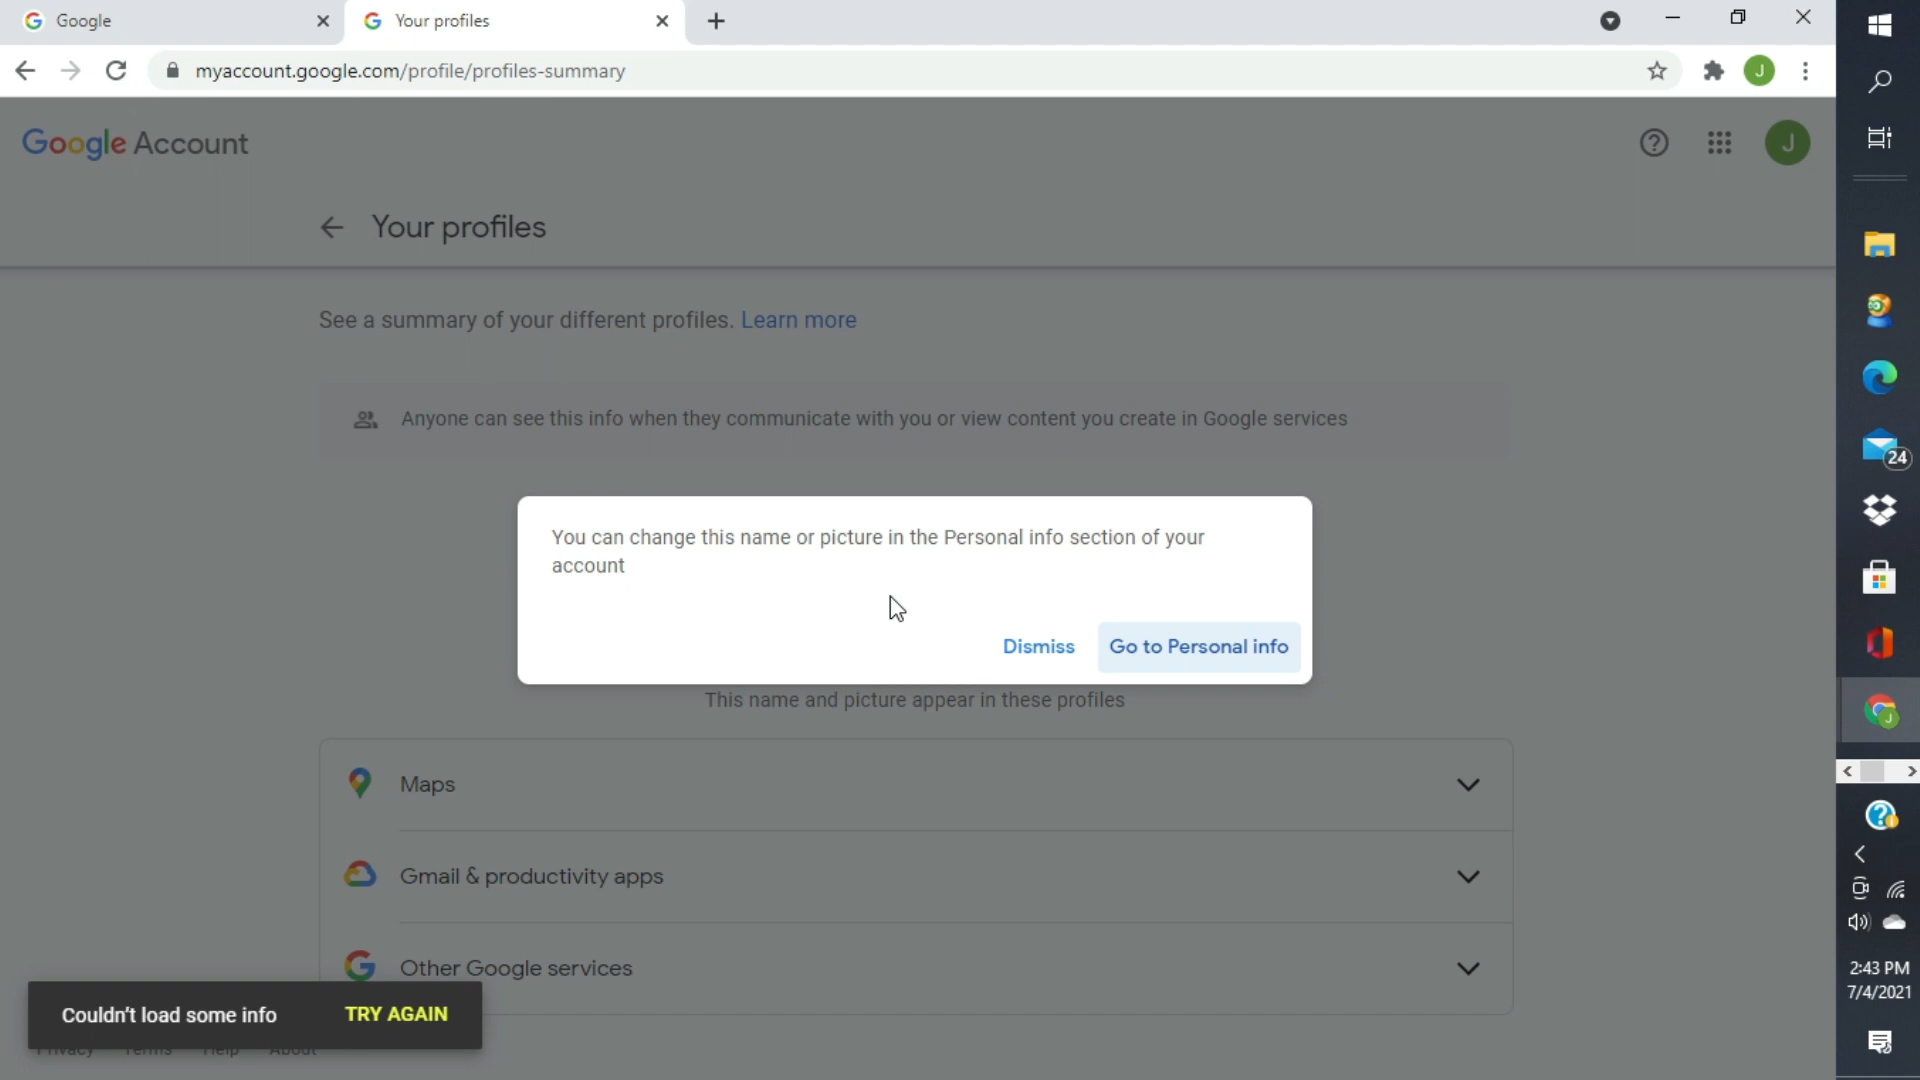 Google
Your profiles
myaccount.google.com/profile/profiles-summary
J
Google Account
J
Your profiles
See a summary of your different profiles. Learn more
Anyone can see this info when they communicate with you or view content you create in Google services
You can change this name or picture in the Personal info section of your
account
Dismiss
Go to Personal info
This name and picture appear in these profiles
Maps
Gmail & productivity apps
Other Google services
Couldn't load some info
TRY AGAIN
Privacy Terms Help About
24
J
2:43 PM
7/4/2021